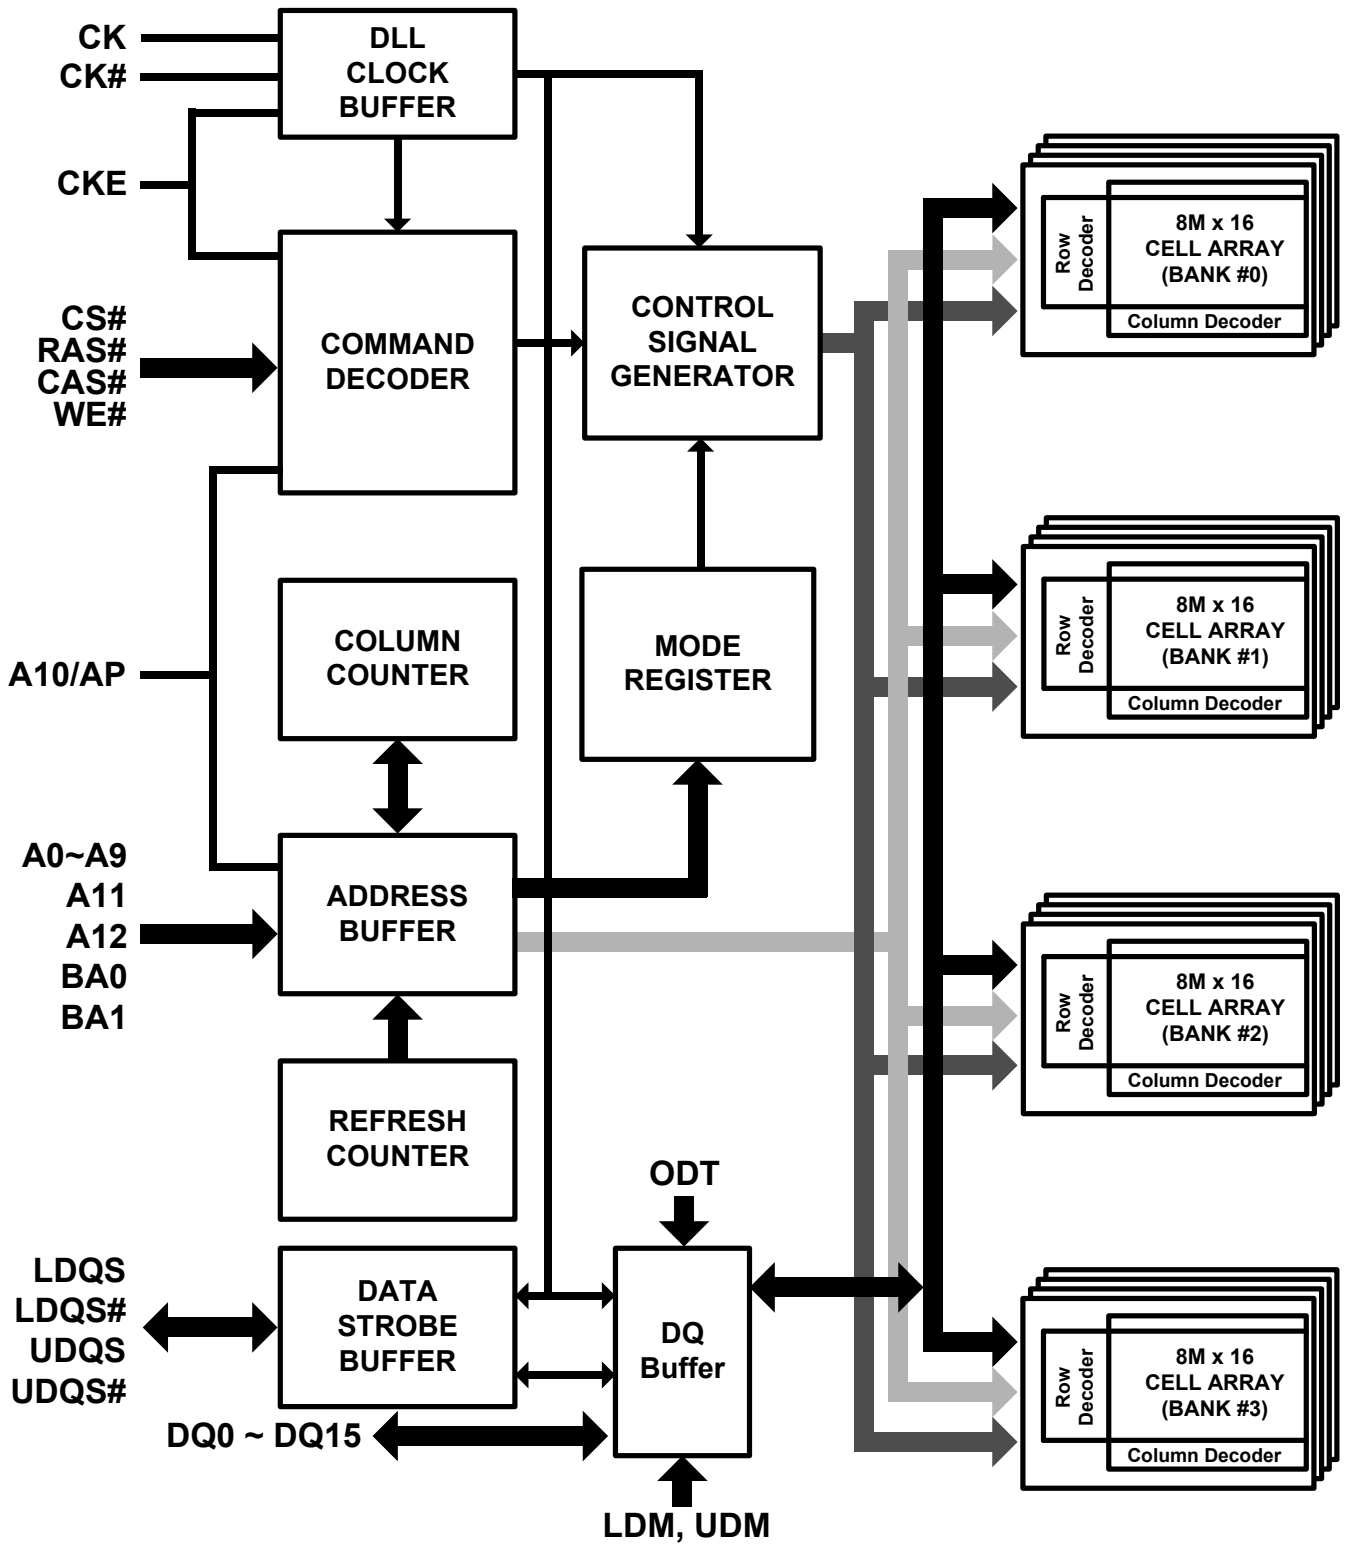 CK
CK#
CKE
CS#
RAS#
CAS#
WE#
A10/AP
A0~A9
A11
A12
BA0
BA1
LDQS
LDQS#
UDQS
UDQS#
DQ0 ~ DQ15
DLL
CLOCK
BUFFER
COMMAND
DECODER
COLUMN
COUNTER
ADDRESS
BUFFER
REFRESH
COUNTER
DATA
STROBE
BUFFER
CONTROL
SIGNAL
GENERATOR
MODE
REGISTER
ODT
DQ
Buffer
LDM, UDM
Row
Decoder
8M x 16
CELL ARRAY
(BANK #0)
Column Decoder
Row
Decoder
8M x 16
CELL ARRAY
(BANK #1)
Column Decoder
Row
Decoder
8M x 16
CELL ARRAY
(BANK #2)
Column Decoder
Row
Decoder
8M x 16
CELL ARRAY
(BANK #3)
Column Decoder